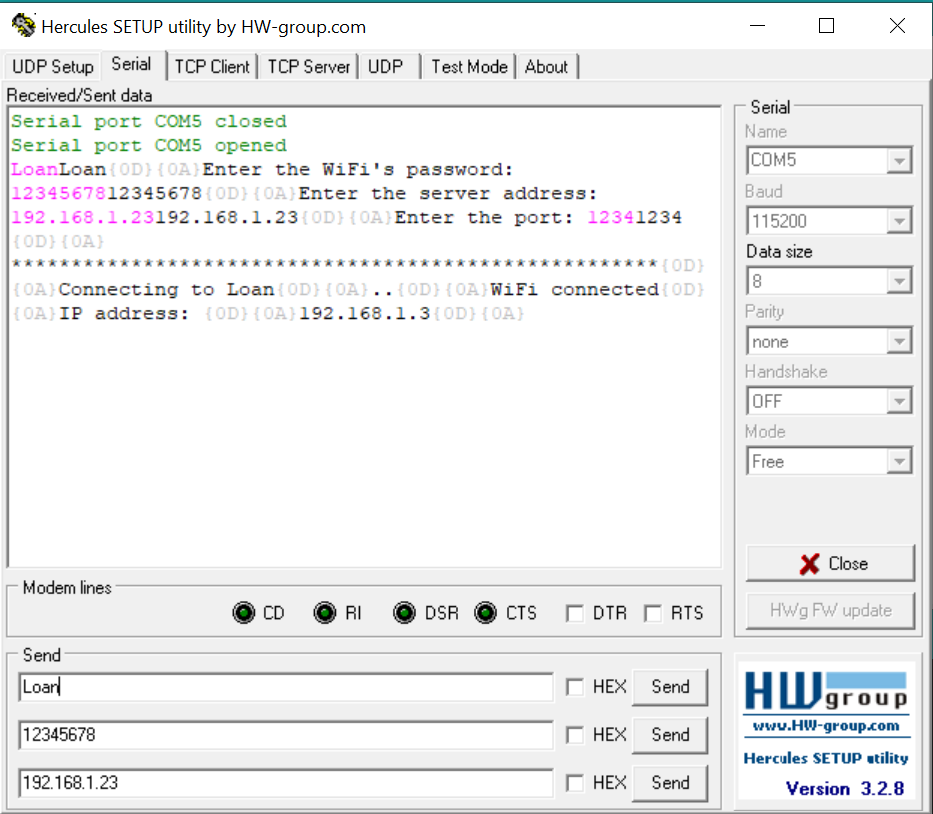 Hercules SETUP utility by HW-group.com
UDP Setup Serial TCP Client TCP Server UDP Test Mode About
Received/Sent data
Serial port COM5 closed
Serial port COM5 opened
LoanLoan{0D}{0A}Enter the WiFi's password:
1234567812345678{0D}{0A}Enter the server address:
192.168.1.23192.168.1.23{0D}{0A}Enter the port: 12341234
{0D}{0A}
******************************************************{0D}
{0A}Connecting to Loan{0D}{0A}..{0D}{0A}WiFi connected{0D}
{0A}IP address: {0D}{0A}192.168.1.3{0D}{0A}
Serial
Name
COM5
Baud
115200
Data size
8
Parity
none
Handshake
OFF
Mode
Free
Close
HWg FW update
Modem lines
CD RI DSR CTS DTR RTS
Send
Loan HEX Send
12345678 HEX Send
192.168.1.23 HEX Send
HWgroup
www.HW-group.com
Hercules SETUP utility
Version 3.2.8